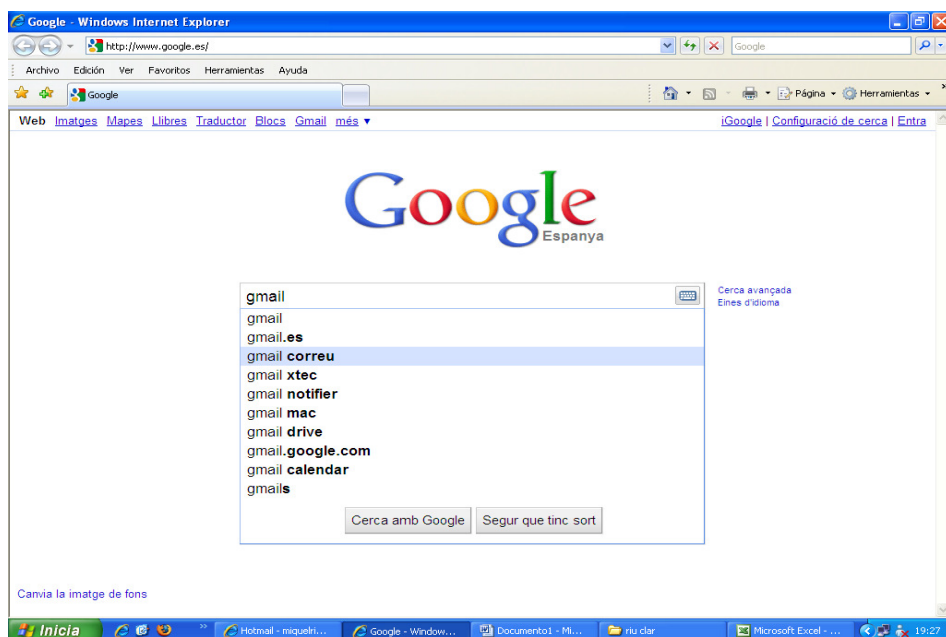 Google - Windows Internet Explorer
http://www.google.es/
Google
Archivo Edición Ver Favoritos Herramientas Ayuda
Google
Página Herramientas
Web Imatges Mapes Llibres Traductor Blocs Gmail més ▼
iGoogle | Configuració de cerca | Entra
Google
Espanya
gmail
Cerca avançada
Eines d'idioma
gmail
gmail.es
gmail correu
gmail xtec
gmail notifier
gmail mac
gmail drive
gmail.google.com
gmail calendar
gmails
Cerca amb Google Segur que tinc sort
Canvia la imatge de fons
Inicia Hotmail - miquelri... Google - Window... Documento1 - Mi... riu clar Microsoft Excel - ... 19:27